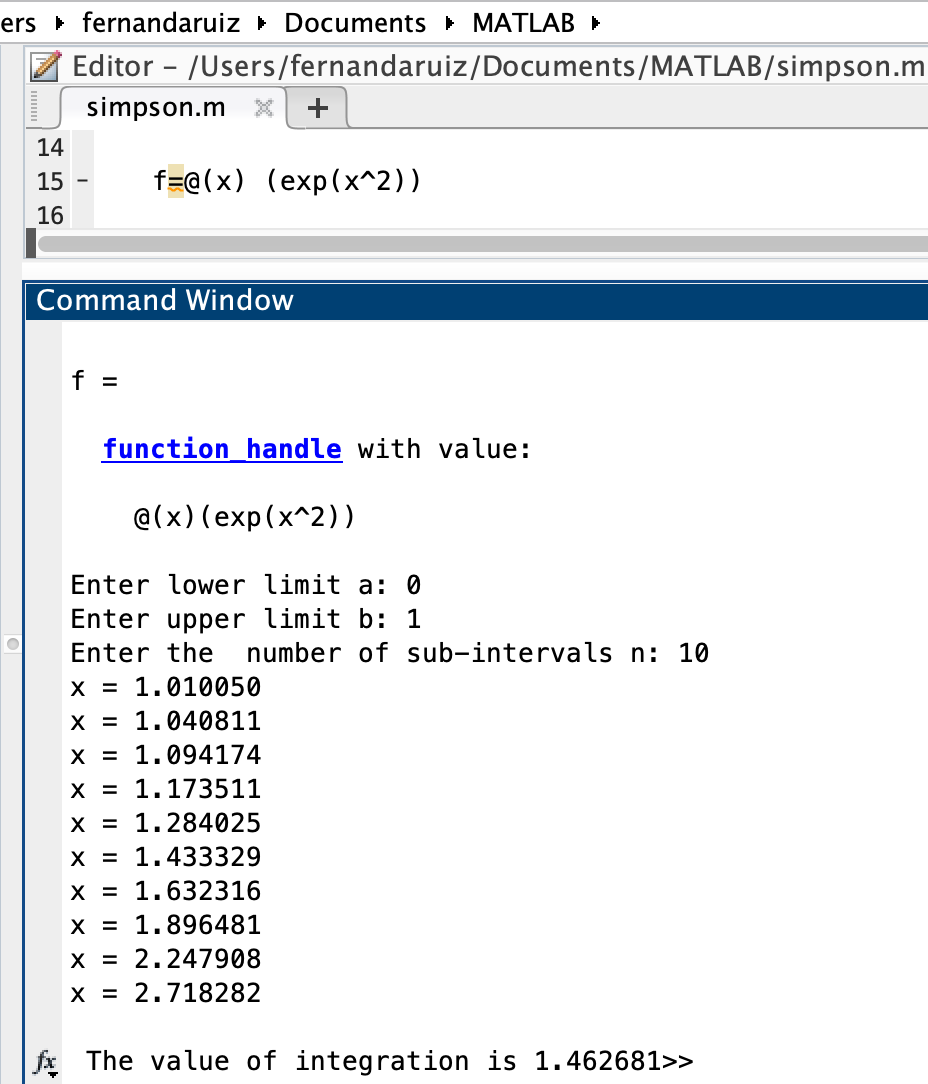 ers ▸ fernandaruiz ▸ Documents ▸ MATLAB ▸
Editor – /Users/fernandaruiz/Documents/MATLAB/simpson.m
simpson.m +
14
15 – f=@(x) (exp(x^2))
16
Command Window
f =
function_handle with value:
@(x)(exp(x^2))
Enter lower limit a: 0
Enter upper limit b: 1
Enter the  number of sub-intervals n: 10
x = 1.010050
x = 1.040811
x = 1.094174
x = 1.173511
x = 1.284025
x = 1.433329
x = 1.632316
x = 1.896481
x = 2.247908
x = 2.718282
fx The value of integration is 1.462681>>